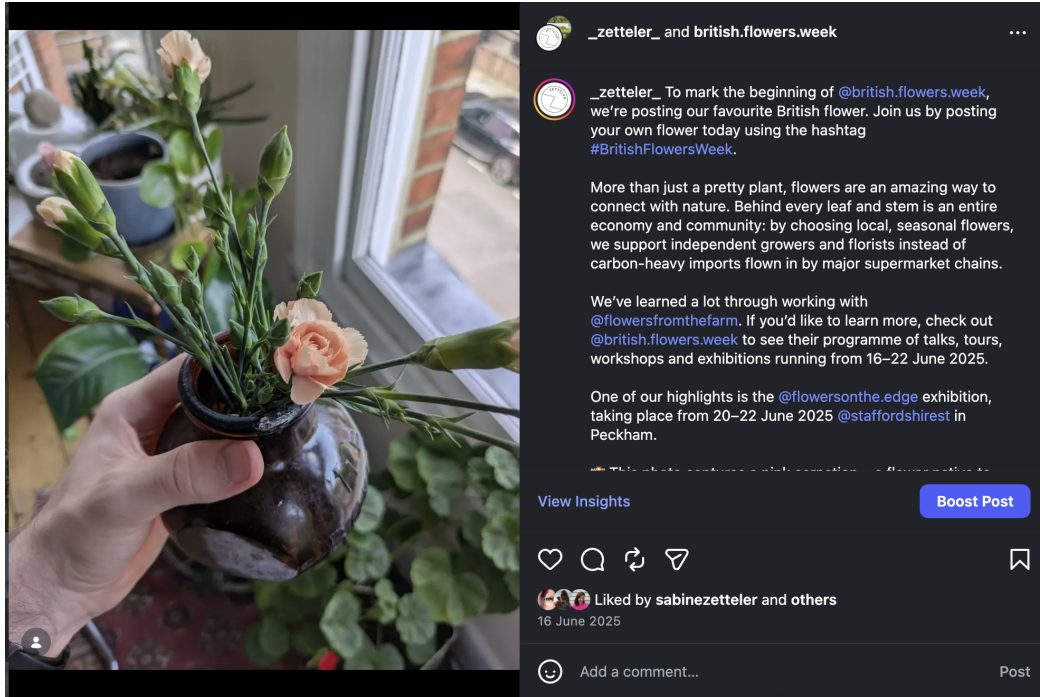 _zetteler_ and british.flowers.week
_zetteler_ To mark the beginning of @british.flowers.week,
we're posting our favourite British flower. Join us by posting
your own flower today using the hashtag
#BritishFlowersWeek.
More than just a pretty plant, flowers are an amazing way to
connect with nature. Behind every leaf and stem is an entire
economy and community: by choosing local, seasonal flowers,
we support independent growers and florists instead of
carbon-heavy imports flown in by major supermarket chains.
We've learned a lot through working with
@flowersfromthefarm. If you'd like to learn more, check out
@british.flowers.week to see their programme of talks, tours,
workshops and exhibitions running from 16–22 June 2025.
One of our highlights is the @flowersonthe.edge exhibition,
taking place from 20–22 June 2025 @staffordshirest in
Peckham.
View Insights
Boost Post
Liked by sabinezetteler and others
16 June 2025
Add a comment...
Post